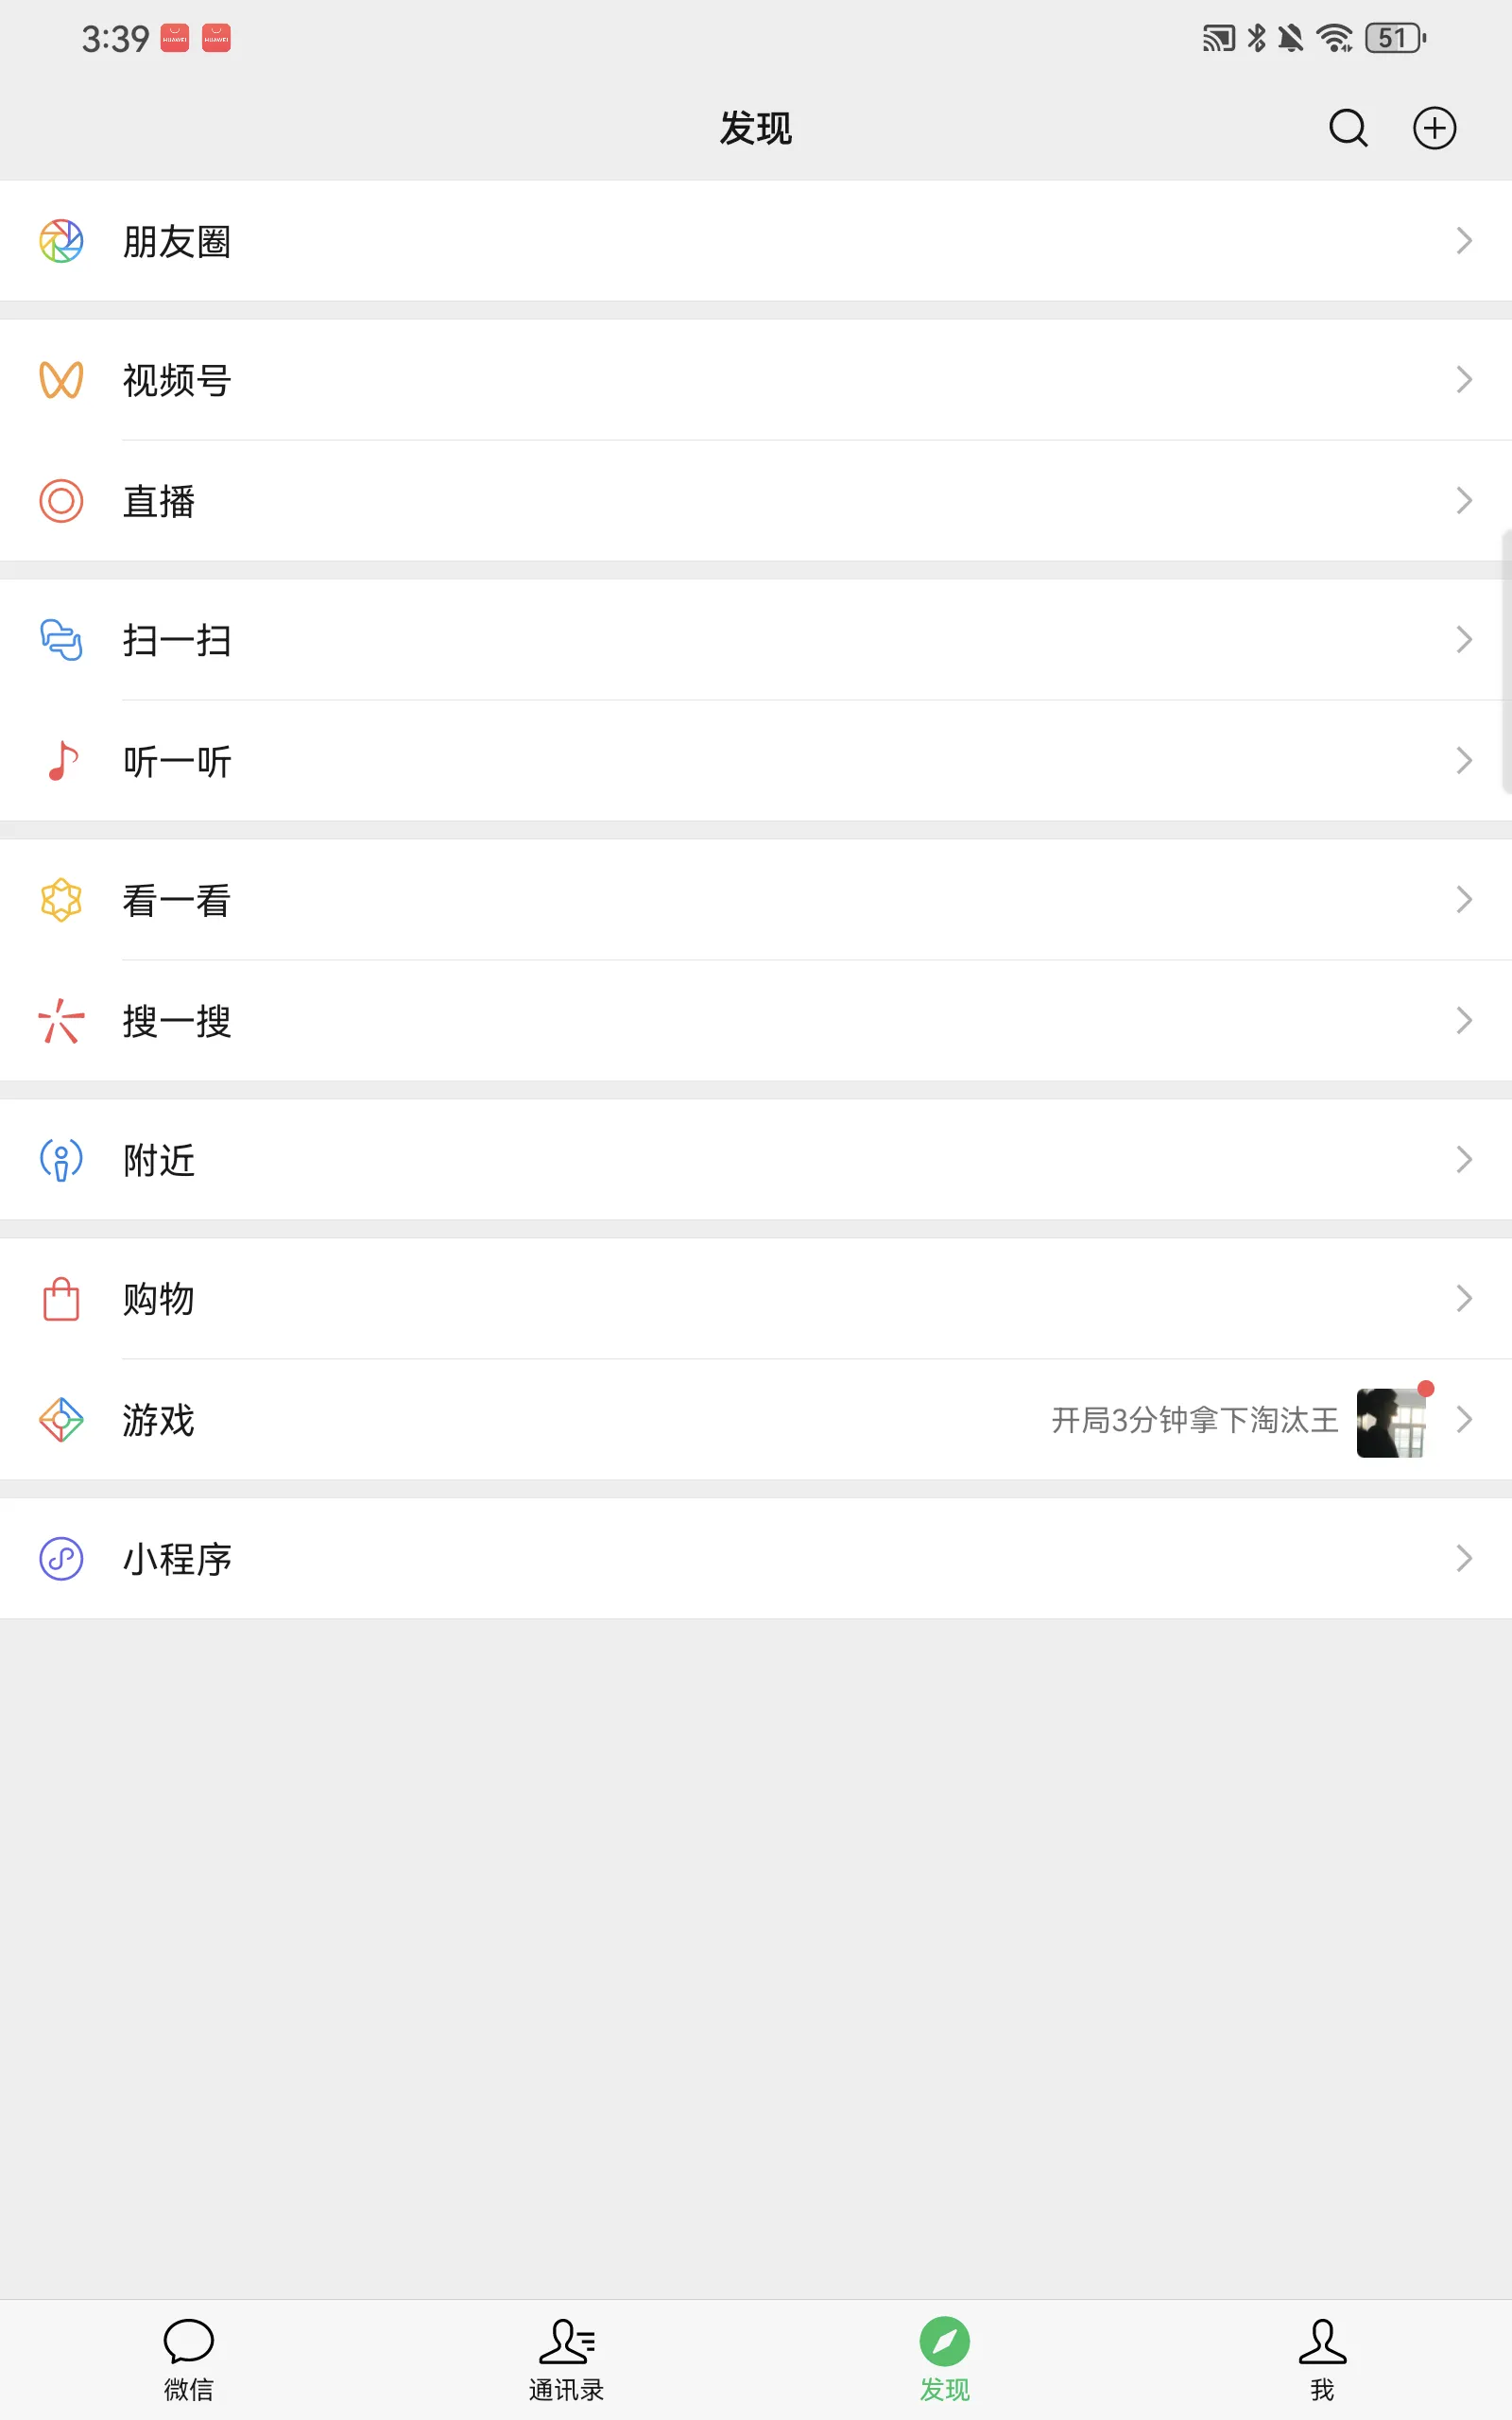 3:39 HUAWEI HUAWEI 51
发现
朋友圈
视频号
直播
扫一扫
听一听
看一看
搜一搜
附近
购物
游戏 开局3分钟拿下淘汰王
小程序
微信 通讯录 发现 我